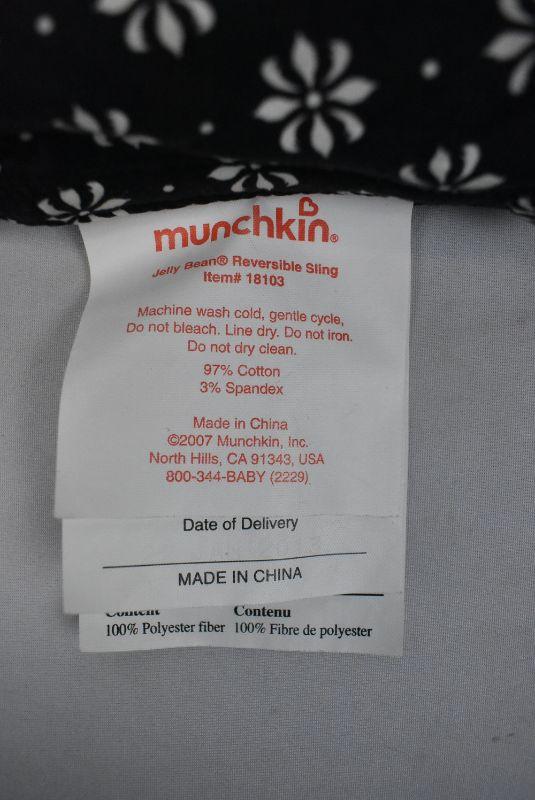 munchkin®
Jelly Bean® Reversible Sling
Item# 18103
Machine wash cold, gentle cycle,
Do not bleach. Line dry. Do not iron.
Do not dry clean.
97% Cotton
3% Spandex
Made in China
©2007 Munchkin, Inc.
North Hills, CA 91343, USA
800-344-BABY (2229)
Date of Delivery
MADE IN CHINA
Content Contenu
100% Polyester fiber 100% Fibre de polyester